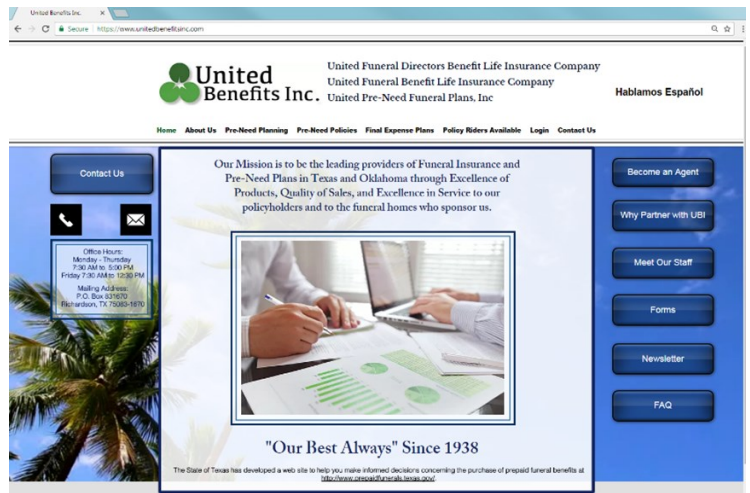 United Benefits Inc.
Secure https://www.unitedbenefitsinc.com
United
Benefits Inc.
United Funeral Directors Benefit Life Insurance Company
United Funeral Benefit Life Insurance Company
United Pre-Need Funeral Plans, Inc
Hablamos Español
Home About Us Pre-Need Planning Pre-Need Policies Final Expense Plans Policy Riders Available Login Contact Us
Contact Us
Office Hours:
Monday - Thursday
7:30 AM to 5:00 PM
Friday 7:30 AM to 12:30 PM
Mailing Address:
P.O. Box 831670
Richardson, TX 75083-1670
Our Mission is to be the leading providers of Funeral Insurance and
Pre-Need Plans in Texas and Oklahoma through Excellence of
Products, Quality of Sales, and Excellence in Service to our
policyholders and to the funeral homes who sponsor us.
"Our Best Always" Since 1938
The State of Texas has developed a web site to help you make informed decisions concerning the purchase of prepaid funeral benefits at
http://www.prepaidfunerals.texas.gov/.
Become an Agent
Why Partner with UBI
Meet Our Staff
Forms
Newsletter
FAQ